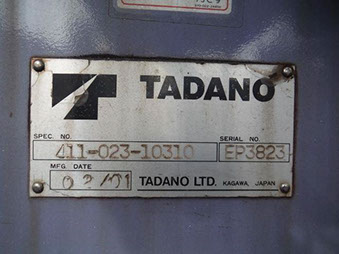 TADANO
SPEC. NO. SERIAL NO.
411-023-10310 EP3823
MFG. DATE
02/01 TADANO LTD. KAGAWA, JAPAN